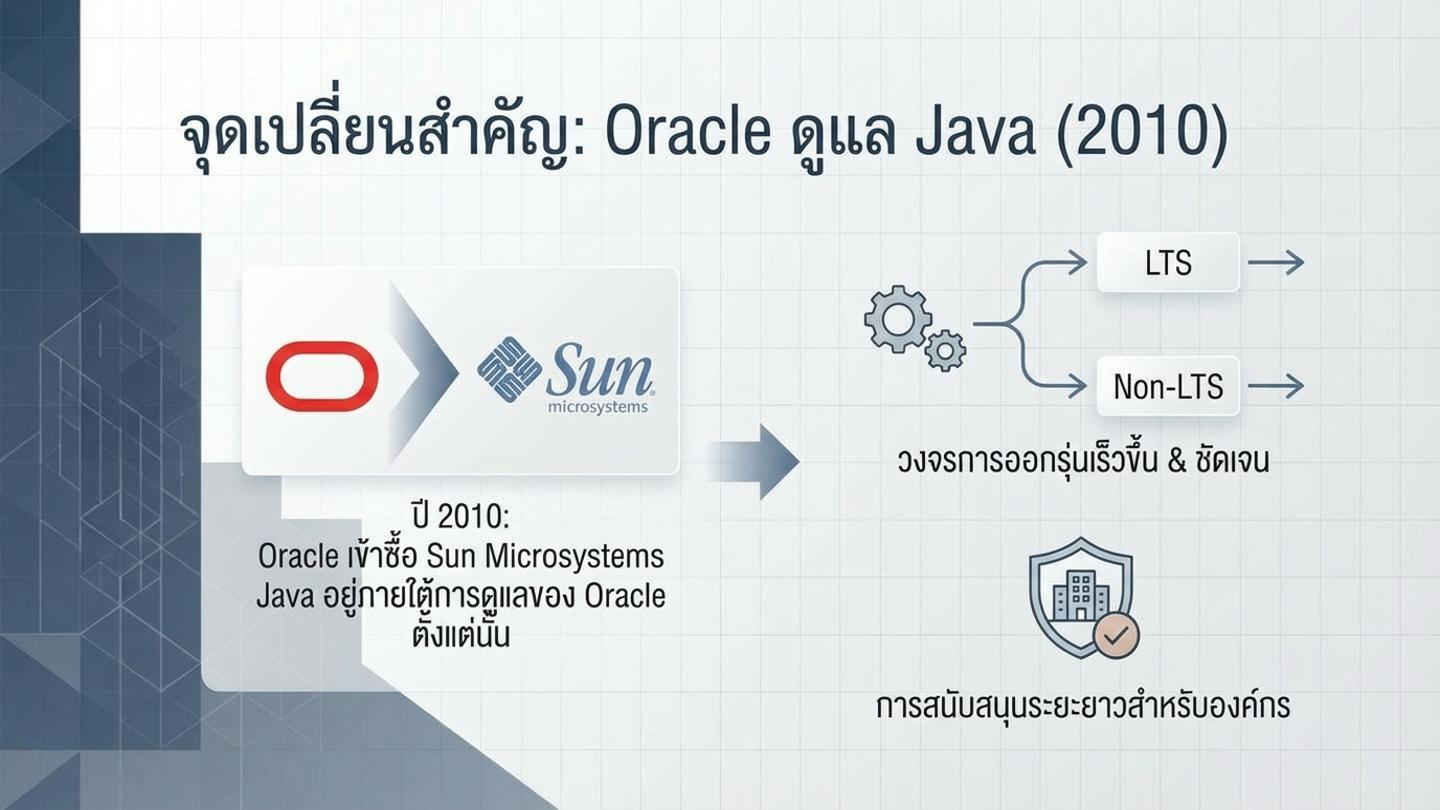 จุดเปลี่ยนสำคัญ: Oracle ดูแล Java (2010)
Sun
microsystems
ปี 2010:
Oracle เข้าซื้อ Sun Microsystems
Java อยู่ภายใต้การดูแลของ Oracle
ตั้งแต่นั้น
LTS
Non-LTS
วงจรการออกรุ่นเร็วขึ้น & ชัดเจน
การสนับสนุนระยะยาวสำหรับองค์กร